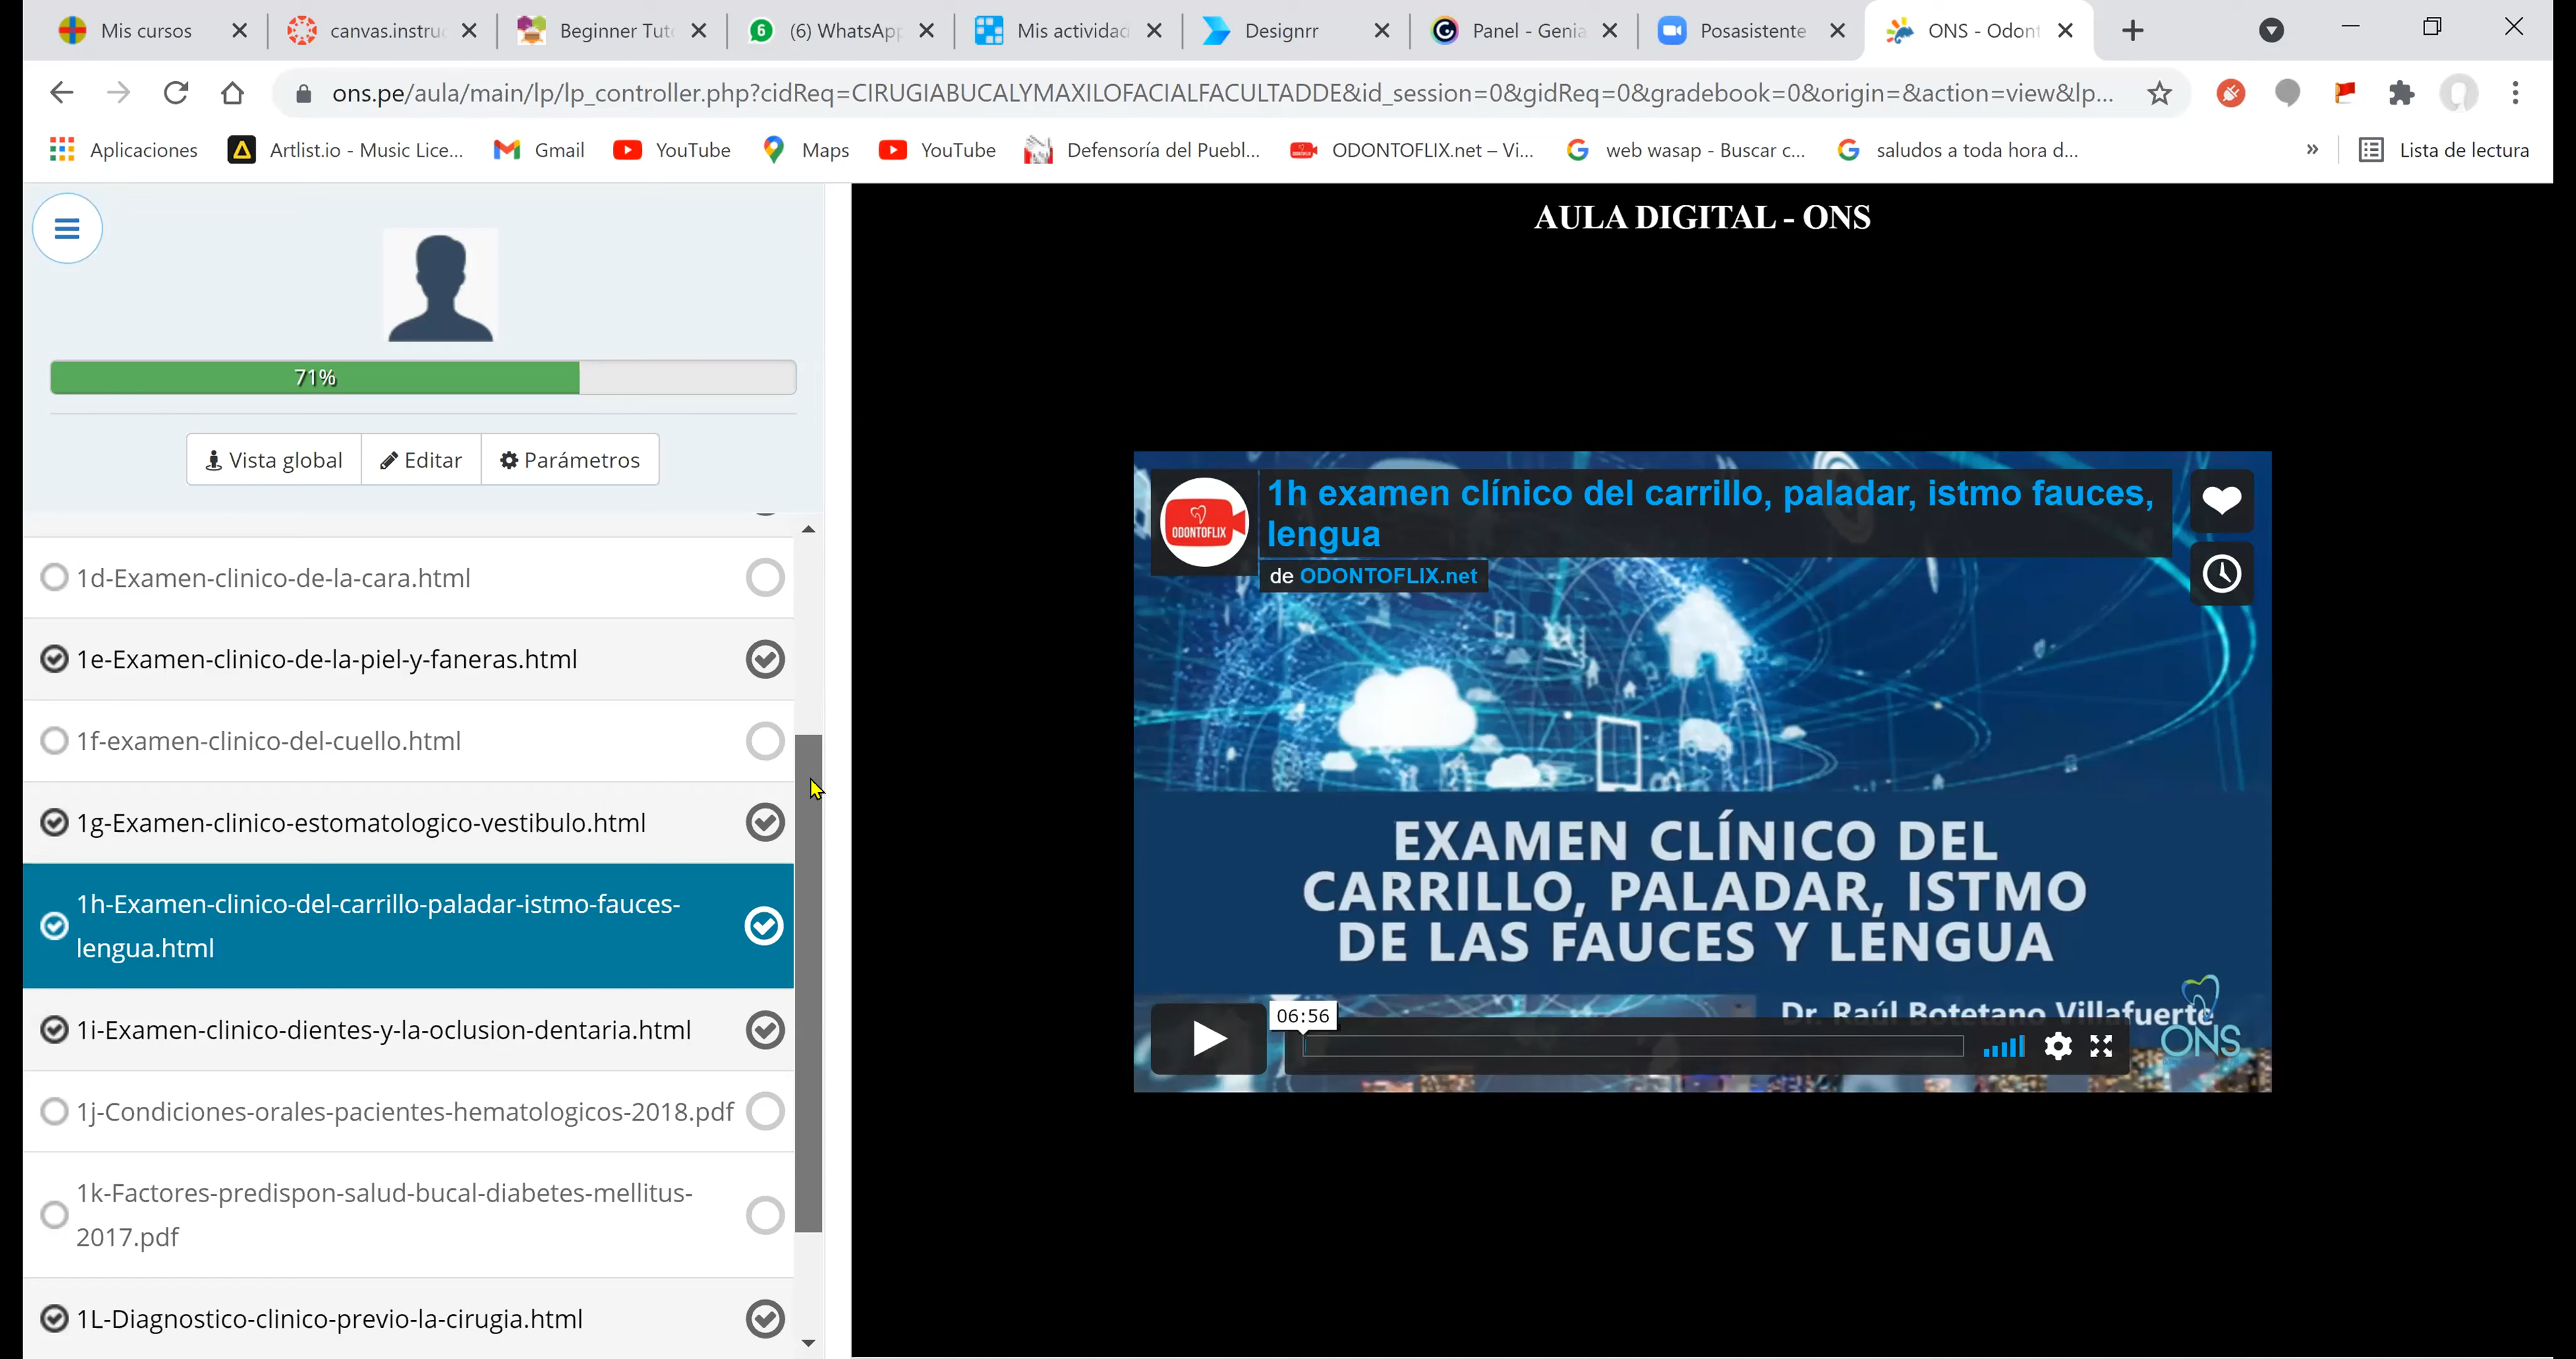 Mis cursos
canvas.instruc
Beginner Tut
6
(6) WhatsApp
Mis actividad
Designrr
Panel - Genia
Posasistente
ONS - Odont
ons.pe/aula/main/lp/lp_controller.php?cidReq=CIRUGIABUCALYMAXILOFACIALFACULTADDE&id_session=0&gidReq=0&gradebook=0&origin=&action=view&lp...
Aplicaciones
Artlist.io - Music Lice...
Gmail
YouTube
Maps
YouTube
Defensoría del Puebl...
ODONTOFLIX.net – Vi...
web wasap - Buscar c...
saludos a toda hora d...
»
Lista de lectura
71%
Vista global
Editar
Parámetros
1d-Examen-clinico-de-la-cara.html
1e-Examen-clinico-de-la-piel-y-faneras.html
1f-examen-clinico-del-cuello.html
1g-Examen-clinico-estomatologico-vestibulo.html
1h-Examen-clinico-del-carrillo-paladar-istmo-fauces-
lengua.html
1i-Examen-clinico-dientes-y-la-oclusion-dentaria.html
1j-Condiciones-orales-pacientes-hematologicos-2018.pdf
1k-Factores-predispon-salud-bucal-diabetes-mellitus-
2017.pdf
1L-Diagnostico-clinico-previo-la-cirugia.html
AULA DIGITAL - ONS
ODONTOFLIX
1h examen clínico del carrillo, paladar, istmo fauces,
lengua
de ODONTOFLIX.net
EXAMEN CLÍNICO DEL
CARRILLO, PALADAR, ISTMO
DE LAS FAUCES Y LENGUA
Dr. Raúl Botetano Villafuerte
06:56
ONS